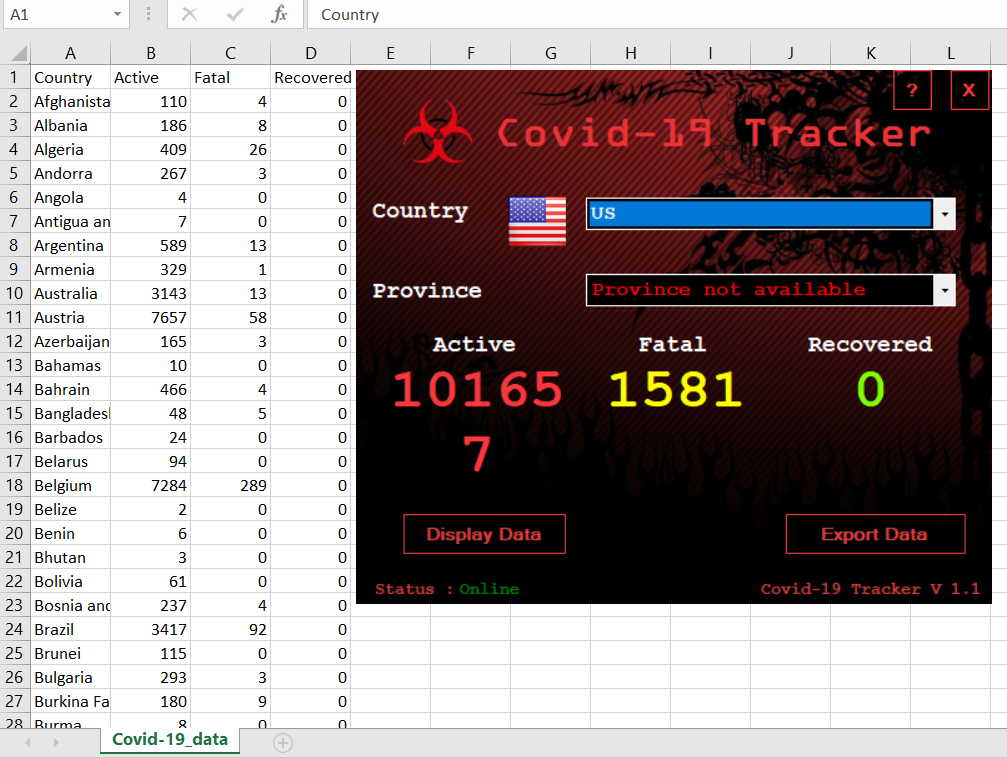 A1 fx Country
A B C D E F G H I J K L
1 Country Active Fatal Recovered
2 Afghanista 110 4 0
3 Albania 186 8 0
4 Algeria 409 26 0
5 Andorra 267 3 0
6 Angola 4 0 0
7 Antigua an 7 0 0
8 Argentina 589 13 0
9 Armenia 329 1 0
10 Australia 3143 13 0
11 Austria 7657 58 0
12 Azerbaijan 165 3 0
13 Bahamas 10 0 0
14 Bahrain 466 4 0
15 Banglades 48 5 0
16 Barbados 24 0 0
17 Belarus 94 0 0
18 Belgium 7284 289 0
19 Belize 2 0 0
20 Benin 6 0 0
21 Bhutan 3 0 0
22 Bolivia 61 0 0
23 Bosnia and 237 4 0
24 Brazil 3417 92 0
25 Brunei 115 0 0
26 Bulgaria 293 3 0
27 Burkina Fa 180 9 0
28 Burma 8 0 0
? X
Covid-19 Tracker
Country US
Province Province not available
Active Fatal Recovered
10165 1581 0
7
Display Data Export Data
Status : Online Covid-19 Tracker V 1.1
Covid-19_data